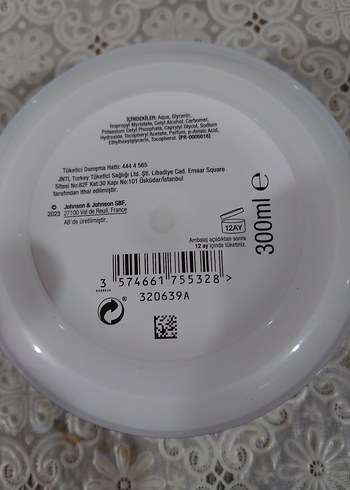 İÇİNDEKİLER: Aqua, Glycerin,
Isopropyl Myristate, Cetyl Alcohol, Carbomer,
Potassium Cetyl Phosphate, Caprylyl Glycol, Sodium
Hydroxide, Tocopheryl Acetate, Parfum, p-Anisic Acid,
Ethylhexylglycerin, Tocopherol. [PR-0005016]
Tüketici Danışma Hattı: 444 4 565
JNTL Turkey Tüketici Sağlığı Ltd. Şti. Libadiye Cad. Emaar Square
Sitesi No:82F Kat:30 Kapı No:101 Üsküdar/İstanbul
tarafından ithal edilmiştir.
© Johnson & Johnson SBF,
2023 27100 Val de Reuil, France
AB'de üretilmiştir.
12AY
Ambalaj açıldıktan sonra
12 ay içinde tüketiniz.
300ml e
3 574661 755328 >
320639A